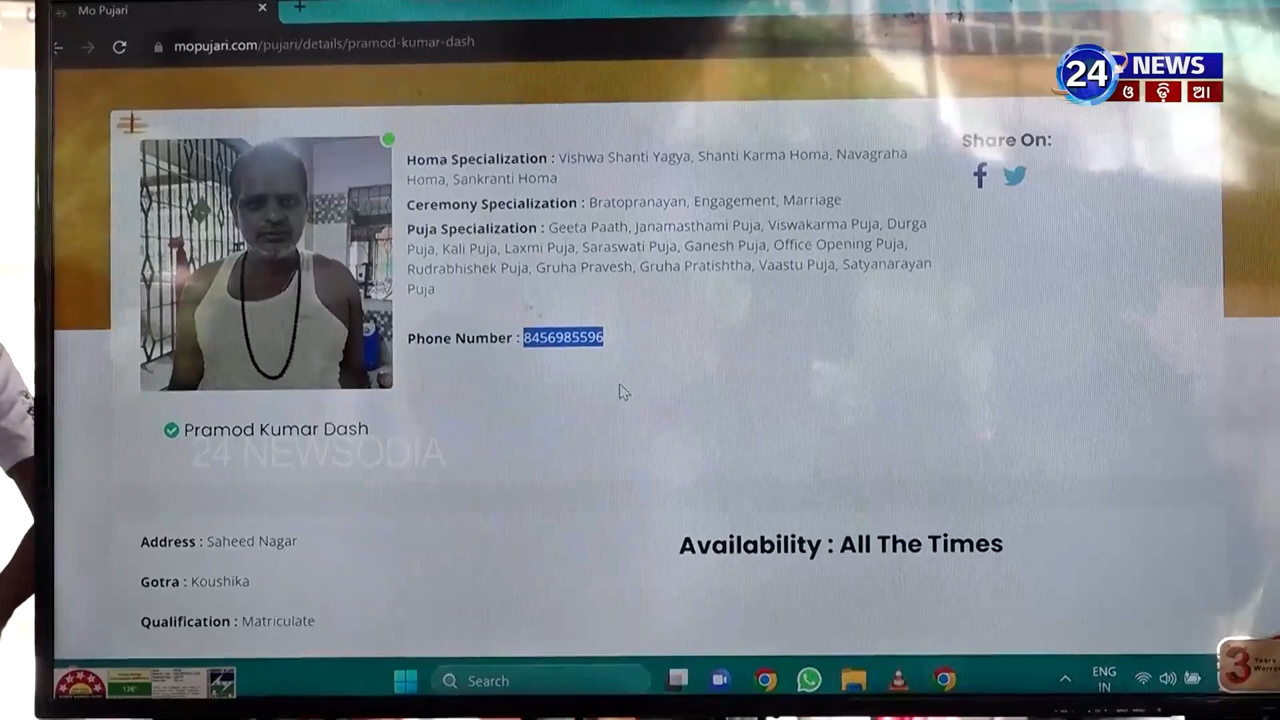 Mo Pujari
mopujari.com/pujari/details/pramod-kumar-dash
24 NEWS
ଓ ଡ଼ି ଆ
Share On:
Homa Specialization : Vishwa Shanti Yagya, Shanti Karma Homa, Navagraha
Homa, Sankranti Homa
Ceremony Specialization : Bratopranayan, Engagement, Marriage
Puja Specialization : Geeta Paath, Janamasthami Puja, Viswakarma Puja, Durga
Puja, Kali Puja, Laxmi Puja, Saraswati Puja, Ganesh Puja, Office Opening Puja,
Rudrabhishek Puja, Gruha Pravesh, Gruha Pratishtha, Vaastu Puja, Satyanarayan
Puja
Phone Number : 8456985596
Pramod Kumar Dash
24 NEWSODIA
Address : Saheed Nagar
Availability : All The Times
Gotra : Koushika
Qualification : Matriculate
Search
ENG
IN
3 Years